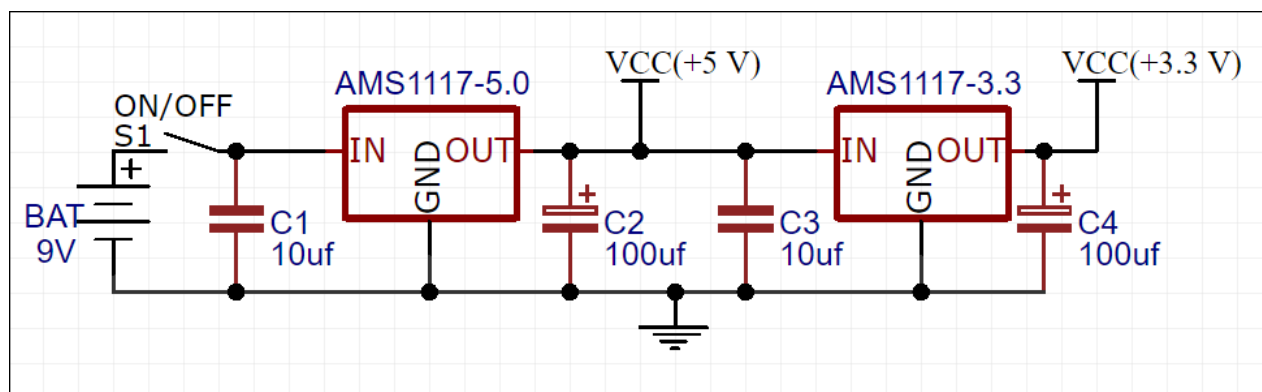 VCC(+5 V)
VCC(+3.3 V)
AMS1117-5.0
AMS1117-3.3
ON/OFF
S1
+
IN
GND
OUT
IN
GND
OUT
BAT
9V
C1
10uf
+
C2
100uf
C3
10uf
+
C4
100uf